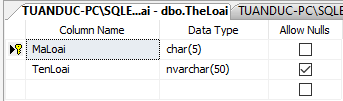 TUANDUC-PC\SQLE...ai - dbo.TheLoai TUANDUC-PC\SQL
Column Name Data Type Allow Nulls
MaLoai char(5)
TenLoai nvarchar(50)